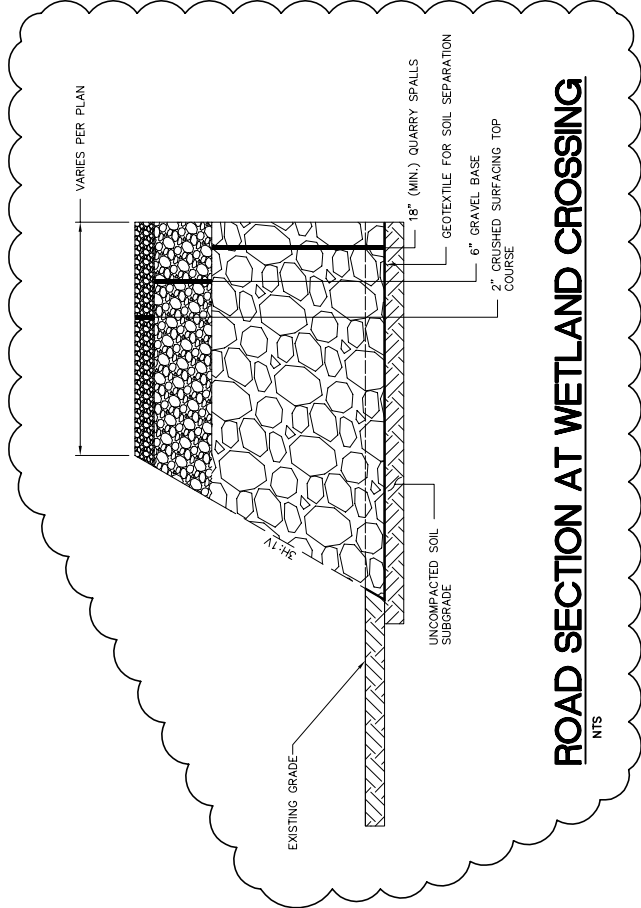 VARIES PER PLAN
3H:1V
EXISTING GRADE
UNCOMPACTED SOIL
SUBGRADE
18" (MIN.) QUARRY SPALLS
GEOTEXTILE FOR SOIL SEPARATION
6" GRAVEL BASE
2" CRUSHED SURFACING TOP
COURSE
ROAD SECTION AT WETLAND CROSSING
NTS